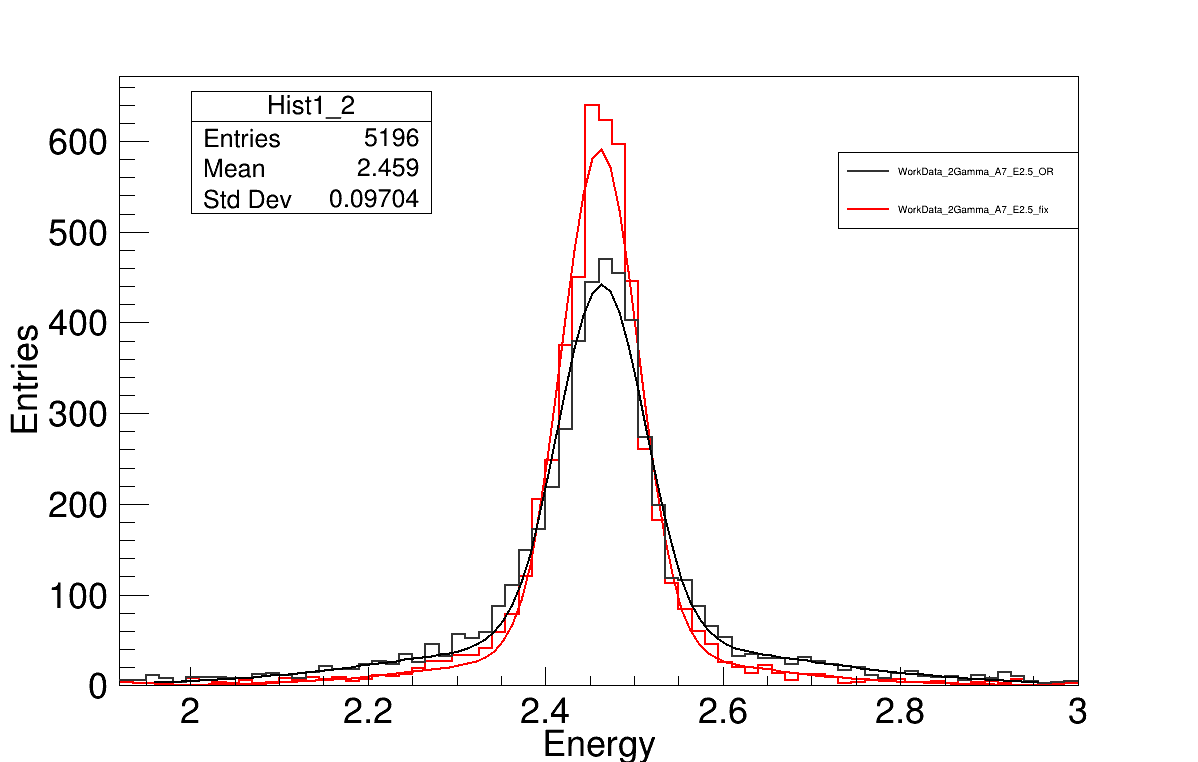 Hist1_2
Entries 5196
Mean 2.459
Std Dev 0.09704
WorkData_2Gamma_A7_E2.5_OR
WorkData_2Gamma_A7_E2.5_fix
600
500
400
300
200
100
0
Entries
2 2.2 2.4 2.6 2.8 3
Energy